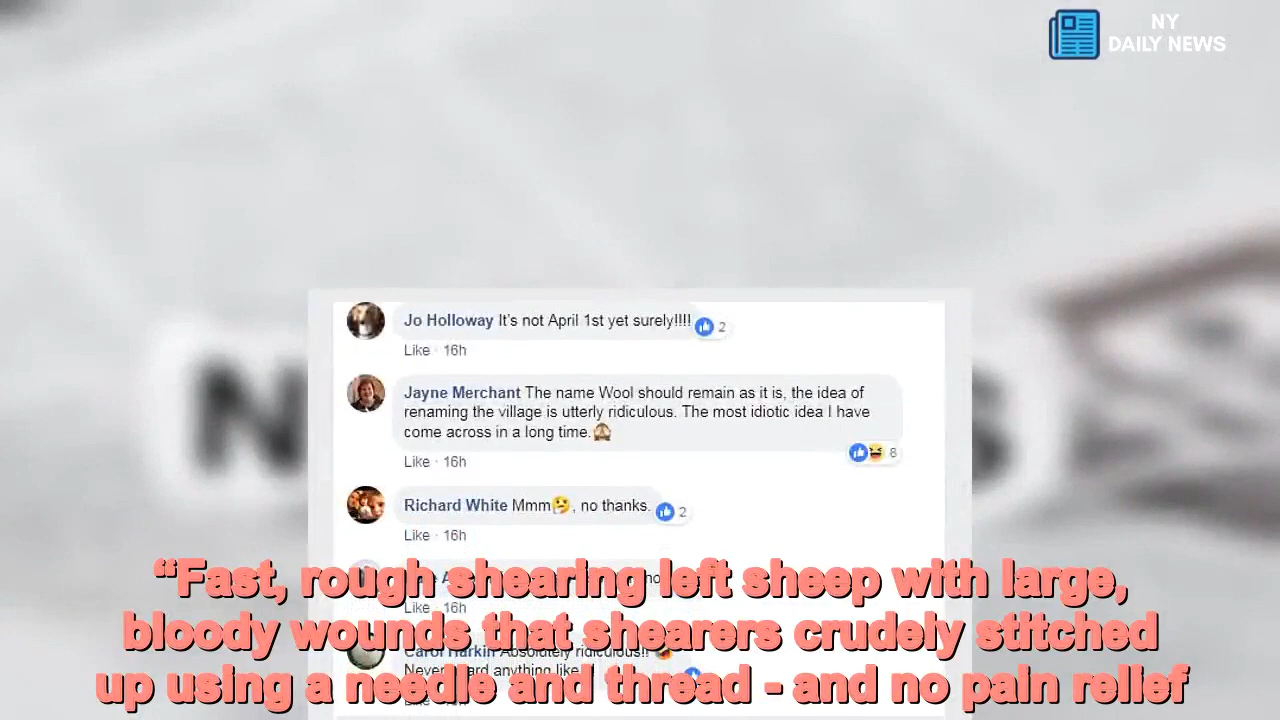 NY
DAILY NEWS
Jo Holloway It's not April 1st yet surely!!!! 2
Like · 16h
Jayne Merchant The name Wool should remain as it is, the idea of
renaming the village is utterly ridiculous. The most idiotic idea I have
come across in a long time.
8
Like · 16h
Richard White Mmm, no thanks. 2
Like · 16h
Like · 16h
Carol Harkin Absolutely ridiculous!!
“Fast, rough shearing left sheep with large,
bloody wounds that shearers crudely stitched
up using a needle and thread - and no pain relief